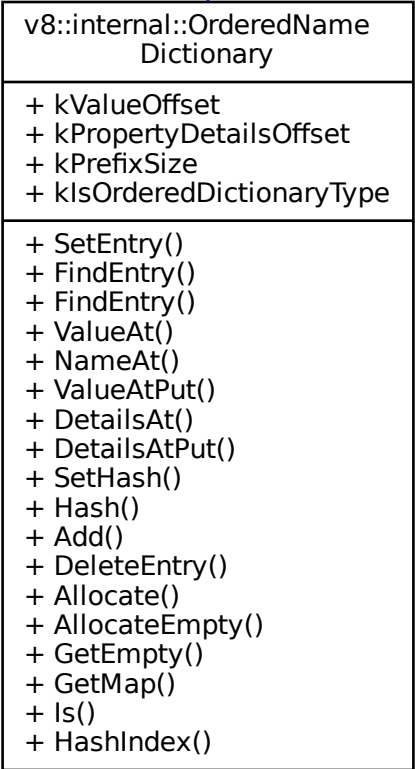 v8::internal::OrderedName
Dictionary
+ kValueOffset
+ kPropertyDetailsOffset
+ kPrefixSize
+ kIsOrderedDictionaryType
+ SetEntry()
+ FindEntry()
+ FindEntry()
+ ValueAt()
+ NameAt()
+ ValueAtPut()
+ DetailsAt()
+ DetailsAtPut()
+ SetHash()
+ Hash()
+ Add()
+ DeleteEntry()
+ Allocate()
+ AllocateEmpty()
+ GetEmpty()
+ GetMap()
+ Is()
+ HashIndex()